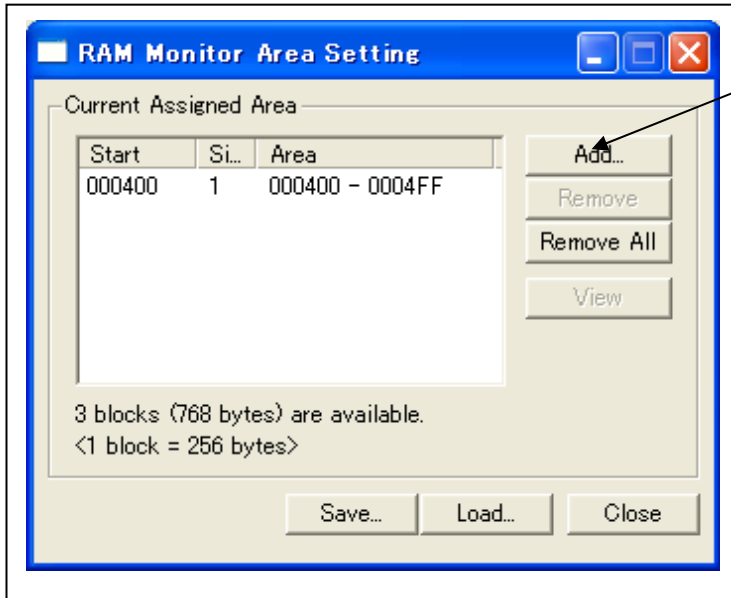 RAM Monitor Area Setting
Current Assigned Area
Start Si... Area
000400 1 000400 - 0004FF
Add...
Remove
Remove All
View
3 blocks (768 bytes) are available.
<1 block = 256 bytes>
Save... Load... Close